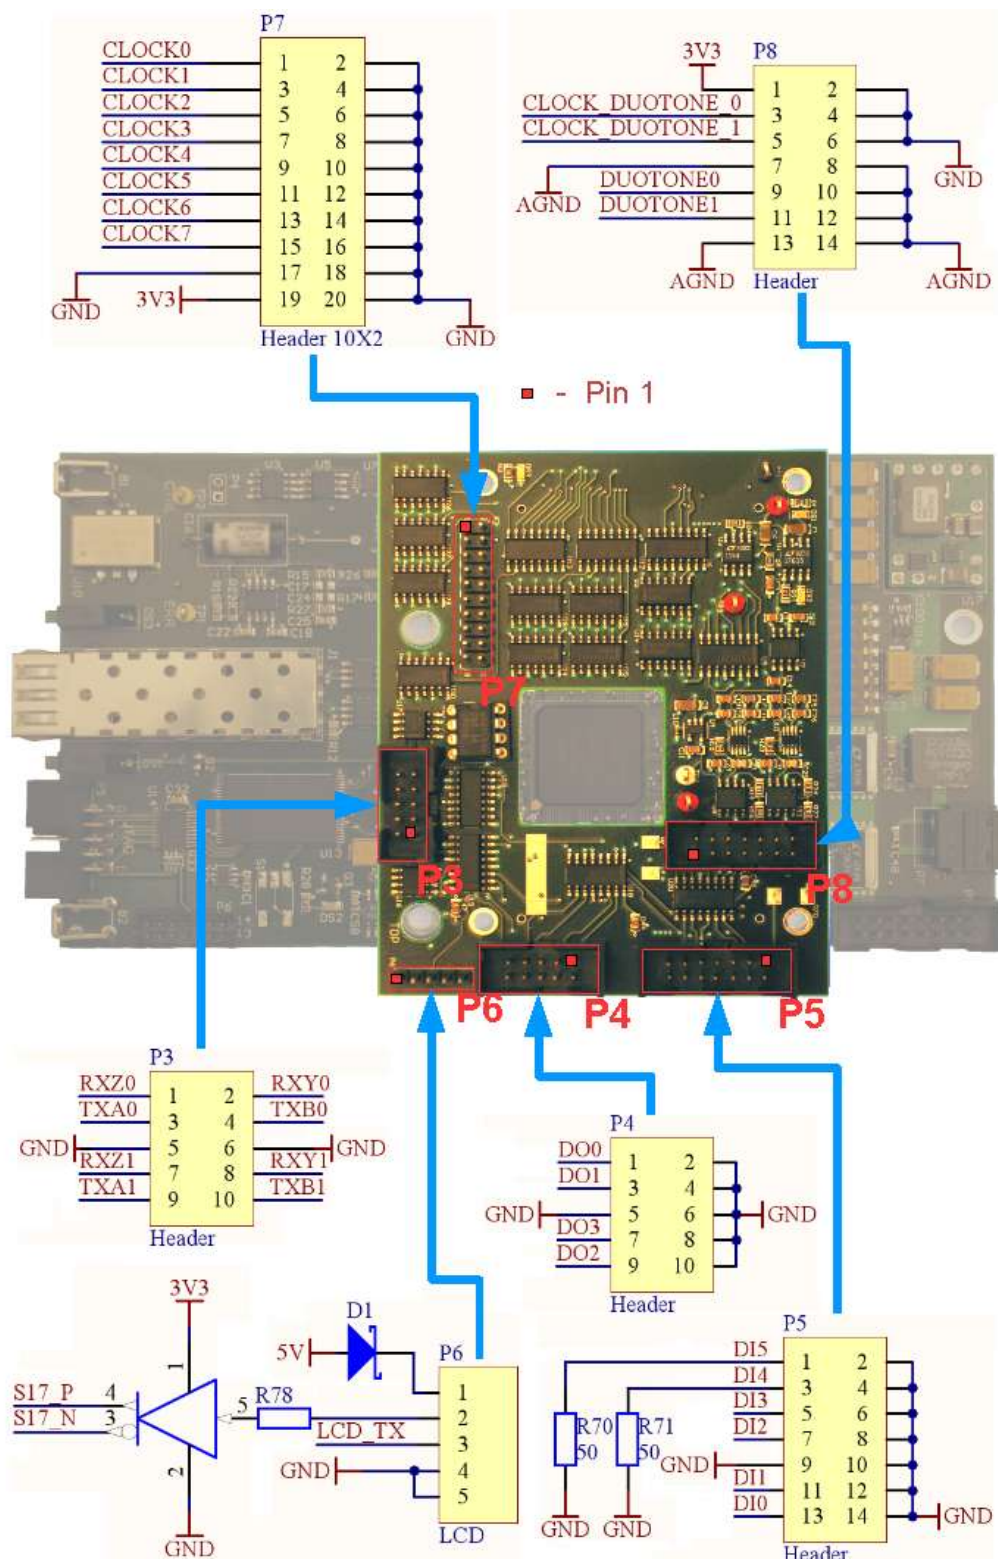 P7
CLOCK0 1 2
CLOCK1 3 4
CLOCK2 5 6
CLOCK3 7 8
CLOCK4 9 10
CLOCK5 11 12
CLOCK6 13 14
CLOCK7 15 16
17 18
GND
3V3 19 20
Header 10X2
GND
P8
3V3
1 2
CLOCK_DUOTONE_0 3 4
CLOCK_DUOTONE_1 5 6
7 8
GND
AGND
DUOTONE0 9 10
DUOTONE1 11 12
13 14
AGND
Header
AGND
- Pin 1
P7
P3
P8
P6
P4
P5
P3
RXZ0 1 2 RXY0
TXA0 3 4 TXB0
GND 5 6 GND
RXZ1 7 8 RXY1
TXA1 9 10 TXB1
Header
P4
DO0 1 2
DO1 3 4
GND 5 6 GND
DO3 7 8
DO2 9 10
Header
3V3
1
S17_P 4
S17_N 3
5
R78
2
GND
D1
5V
P6
1
2
LCD_TX 3
GND 4
5
LCD
P5
DI5 1 2
DI4 3 4
DI3 5 6
DI2 7 8
GND 9 10
DI1 11 12
DI0 13 14
GND
Header
R70
50
R71
50
GND
GND